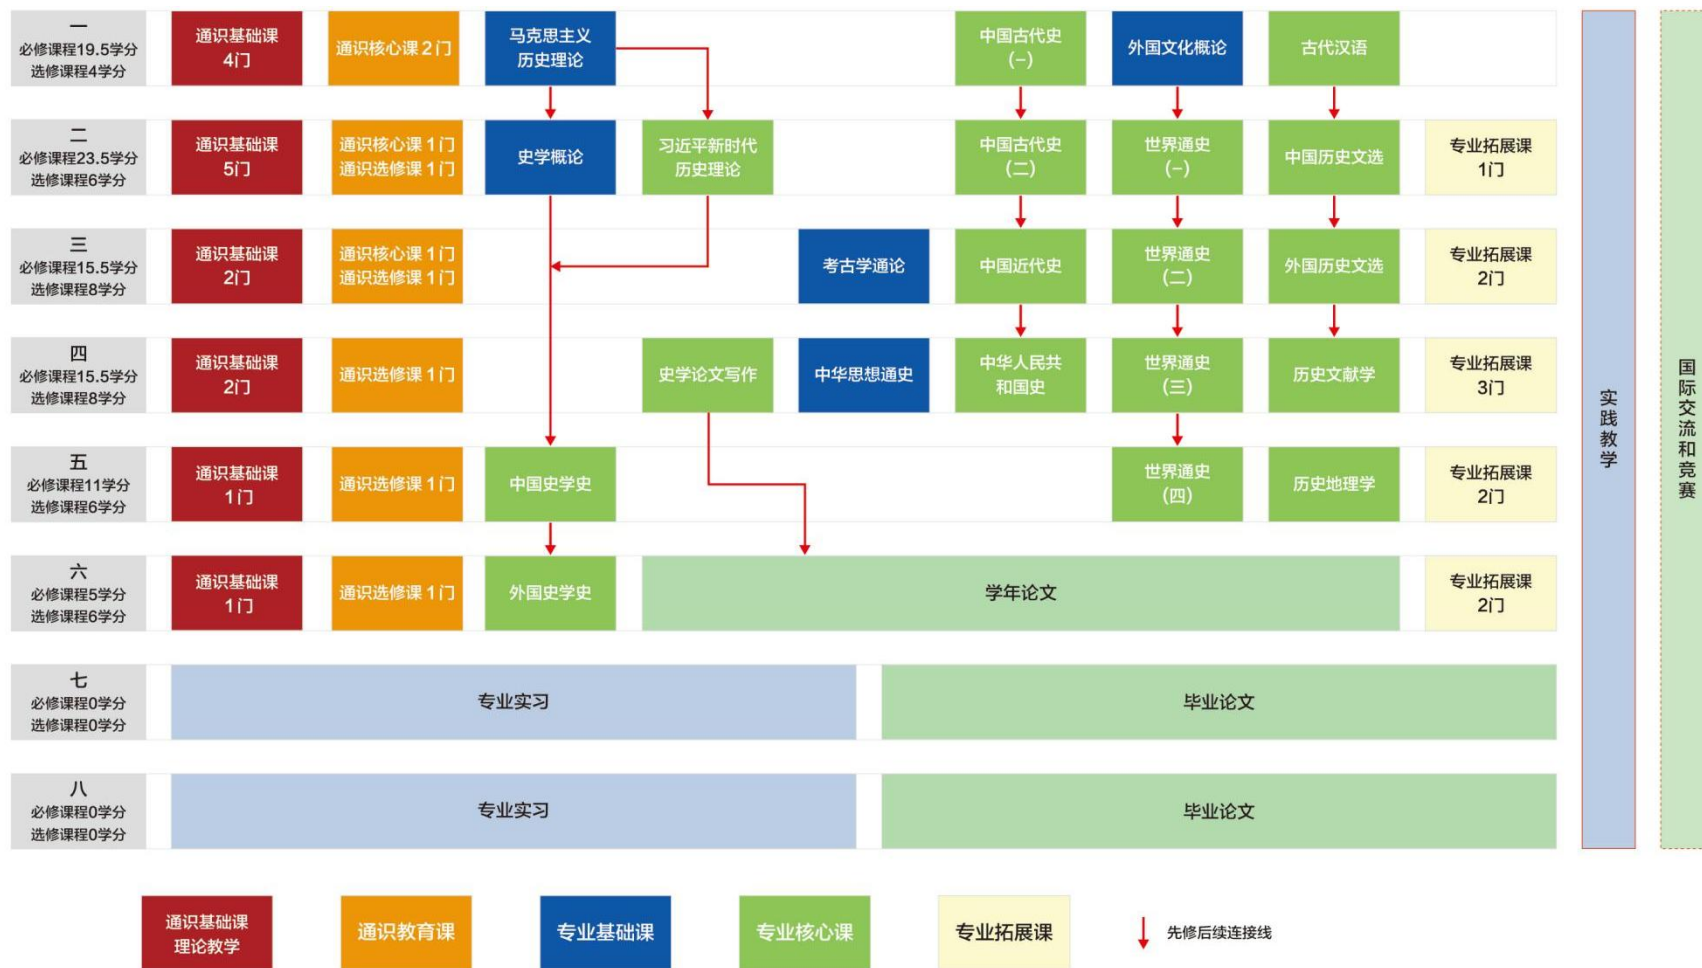 一
必修课程19.5学分
选修课程4学分
通识基础课
4门
通识核心课 2 门
马克思主义
历史理论
中国古代史
(一)
外国文化概论
古代汉语
二
必修课程23.5学分
选修课程6学分
通识基础课
5门
通识核心课 1 门
通识选修课 1 门
史学概论
习近平新时代
历史理论
中国古代史
(二)
世界通史
(一)
中国历史文选
专业拓展课
1门
三
必修课程15.5学分
选修课程8学分
通识基础课
2门
通识核心课 1 门
通识选修课 1 门
考古学通论
中国近代史
世界通史
(二)
外国历史文选
专业拓展课
2门
四
必修课程15.5学分
选修课程8学分
通识基础课
2门
通识选修课 1 门
史学论文写作
中华思想通史
中华人民共
和国史
世界通史
(三)
历史文献学
专业拓展课
3门
五
必修课程11学分
选修课程6学分
通识基础课
1门
通识选修课 1 门
中国史学史
世界通史
(四)
历史地理学
专业拓展课
2门
六
必修课程5学分
选修课程6学分
通识基础课
1门
通识选修课 1 门
外国史学史
学年论文
专业拓展课
2门
七
必修课程0学分
选修课程0学分
专业实习
毕业论文
八
必修课程0学分
选修课程0学分
专业实习
毕业论文
实践教学
国际交流和竞赛
通识基础课
理论教学
通识教育课
专业基础课
专业核心课
专业拓展课
先修后续连接线